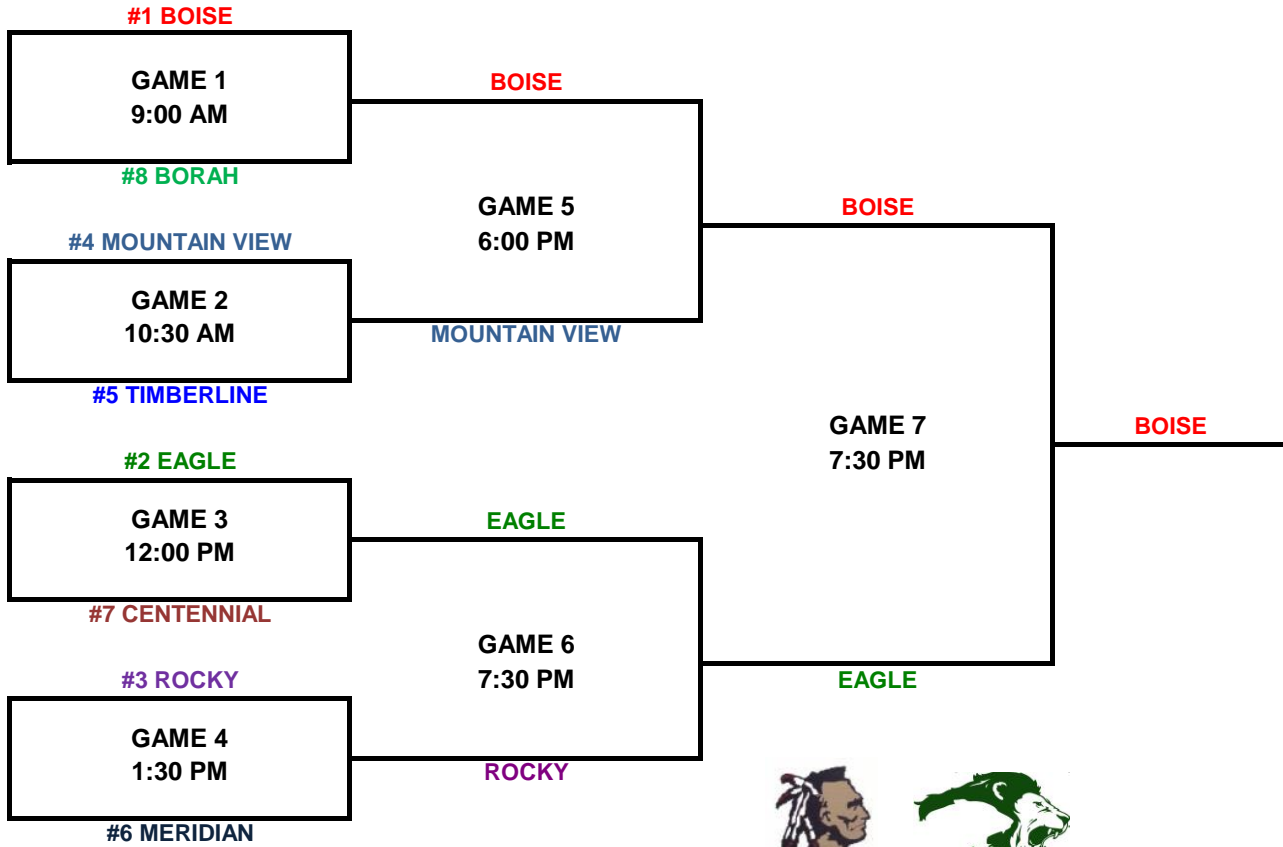 #1 BOISE
GAME 1
9:00 AM
BOISE
#8 BORAH
GAME 5
6:00 PM
BOISE
#4 MOUNTAIN VIEW
GAME 2
10:30 AM
MOUNTAIN VIEW
#5 TIMBERLINE
GAME 7
7:30 PM
BOISE
#2 EAGLE
GAME 3
12:00 PM
EAGLE
#7 CENTENNIAL
GAME 6
7:30 PM
EAGLE
#3 ROCKY
GAME 4
1:30 PM
ROCKY
#6 MERIDIAN